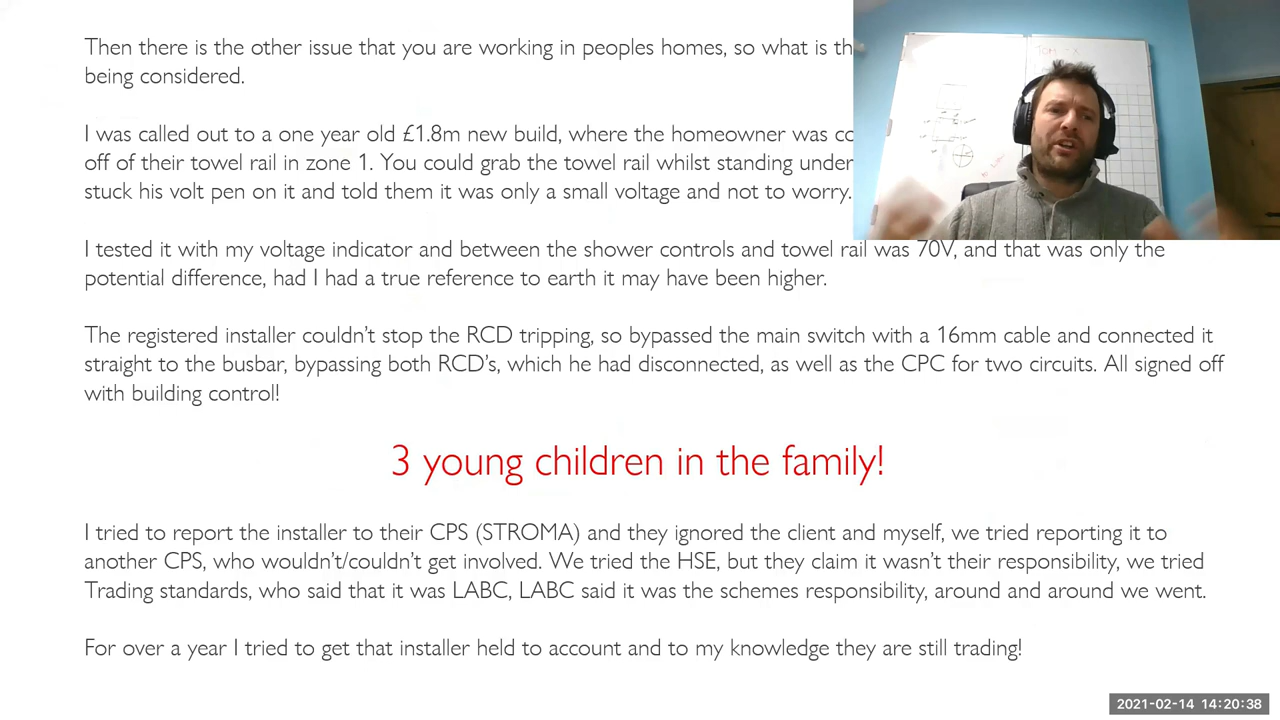 Then there is the other issue that you are working in peoples homes, so what is th
being considered.
I was called out to a one year old £1.8m new build, where the homeowner was co
off of their towel rail in zone 1. You could grab the towel rail whilst standing under
stuck his volt pen on it and told them it was only a small voltage and not to worry.
I tested it with my voltage indicator and between the shower controls and towel rail was 70V, and that was only the
potential difference, had I had a true reference to earth it may have been higher.
The registered installer couldn't stop the RCD tripping, so bypassed the main switch with a 16mm cable and connected it
straight to the busbar, bypassing both RCD's, which he had disconnected, as well as the CPC for two circuits. All signed off
with building control!
3 young children in the family!
I tried to report the installer to their CPS (STROMA) and they ignored the client and myself, we tried reporting it to
another CPS, who wouldn't/couldn't get involved. We tried the HSE, but they claim it wasn't their responsibility, we tried
Trading standards, who said that it was LABC, LABC said it was the schemes responsibility, around and around we went.
For over a year I tried to get that installer held to account and to my knowledge they are still trading!
2021-02-14 14:20:38